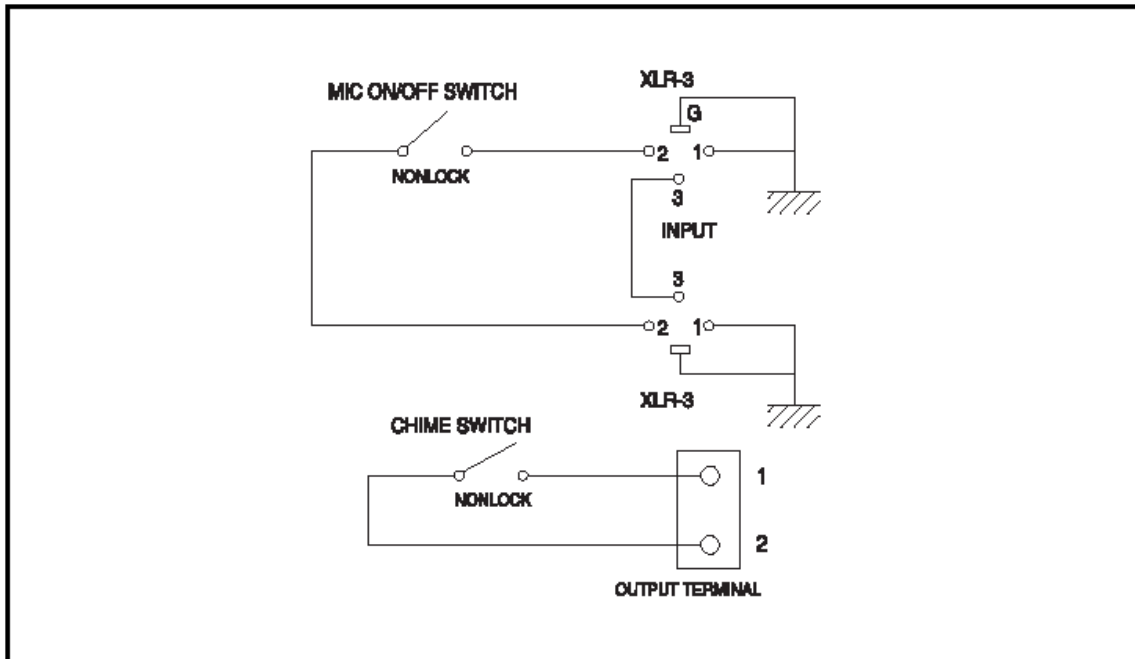 XLR-3
MIC ON/OFF SWITCH
G
2 1
NONLOCK
3
INPUT
3
2 1
XLR-3
CHIME SWITCH
1
NONLOCK
2
OUTPUT TERMINAL